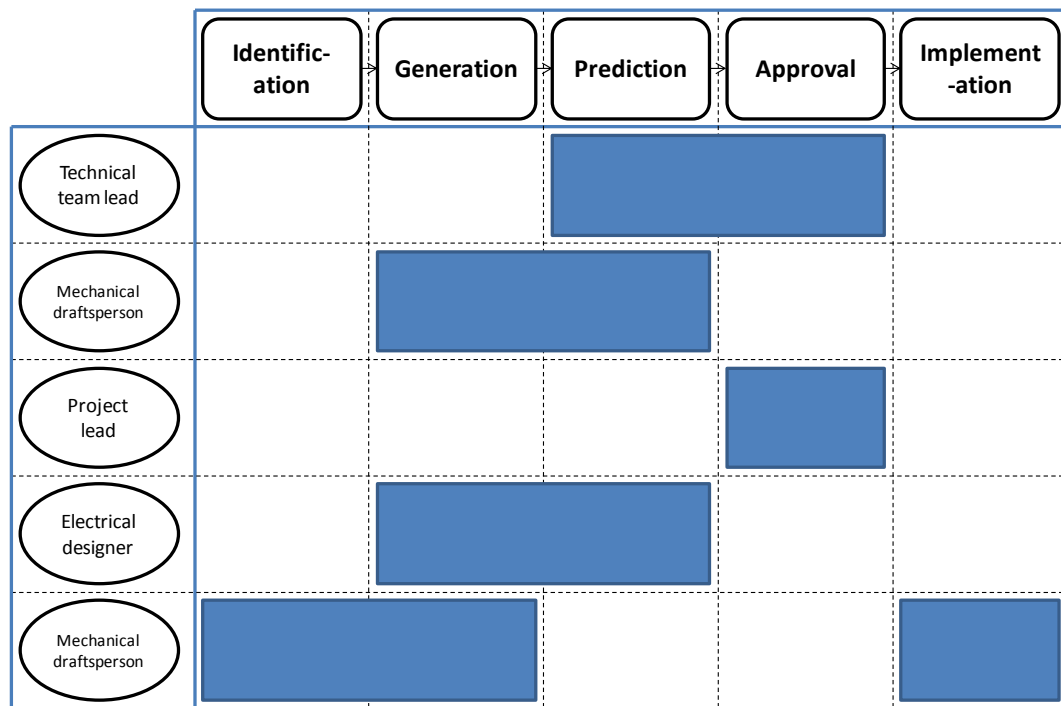 Identific-
ation
Generation
Prediction
Approval
Implement
-ation
Technical
team lead
Mechanical
draftsperson
Project
lead
Electrical
designer
Mechanical
draftsperson